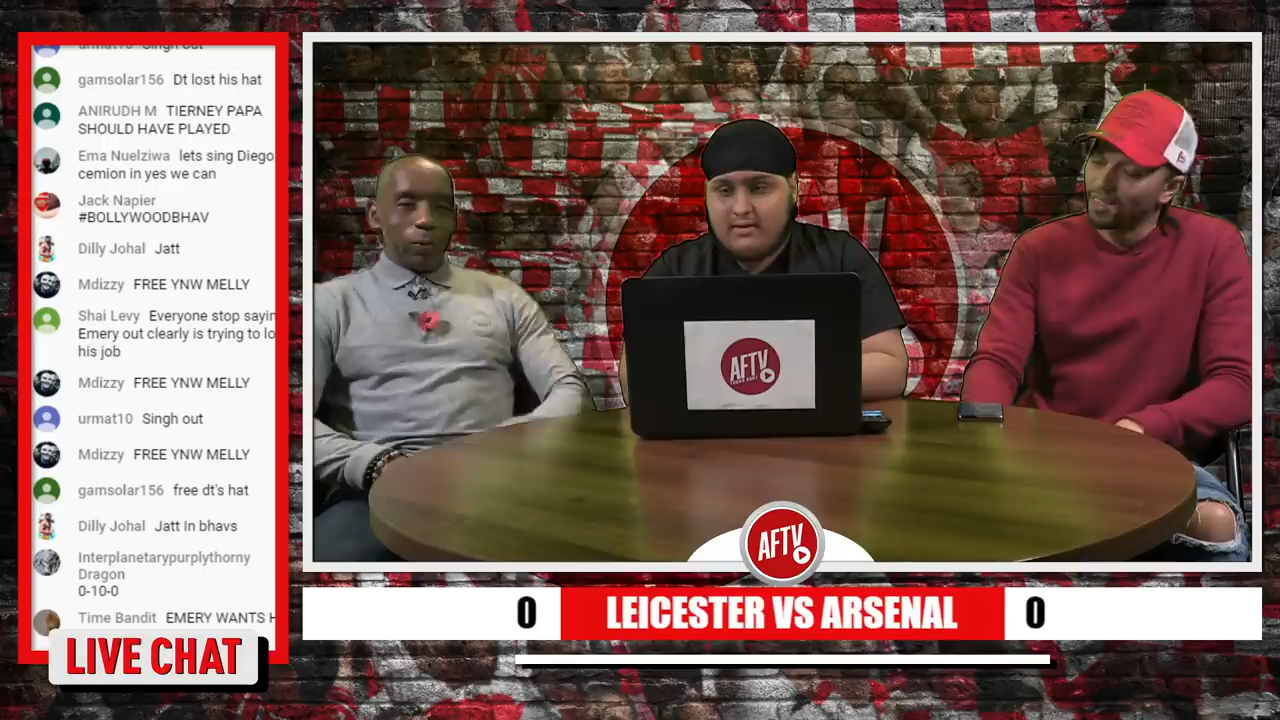 urmat10 Singh out
gamsolar156 Dt lost his hat
ANIRUDH M TIERNEY PAPA
SHOULD HAVE PLAYED
Ema Nuelziwa lets sing Diego
cemion in yes we can
Jack Napier
#BOLLYWOODBHAV
Dilly Johal Jatt
Mdizzy FREE YNW MELLY
Shai Levy Everyone stop sayin
Emery out clearly is trying to lo
his job
Mdizzy FREE YNW MELLY
urmat10 Singh out
Mdizzy FREE YNW MELLY
gamsolar156 free dt's hat
Dilly Johal Jatt In bhavs
Interplanetarypurplythorny
Dragon
0-10-0
Time Bandit EMERY WANTS H
LIVE CHAT
AFTV
AFTV
0 LEICESTER VS ARSENAL 0